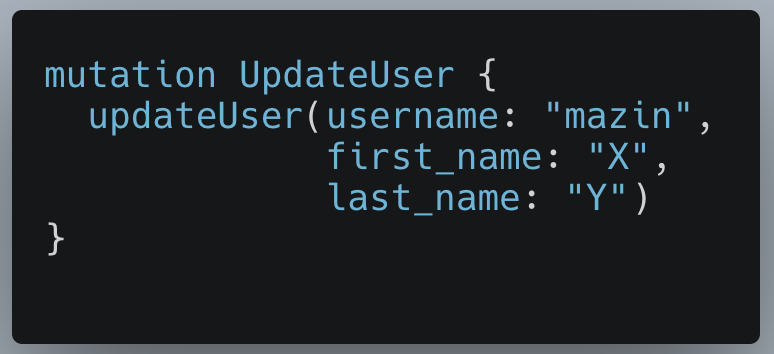 mutation UpdateUser {
  updateUser(username: "mazin",
             first_name: "X",
             last_name: "Y")
}